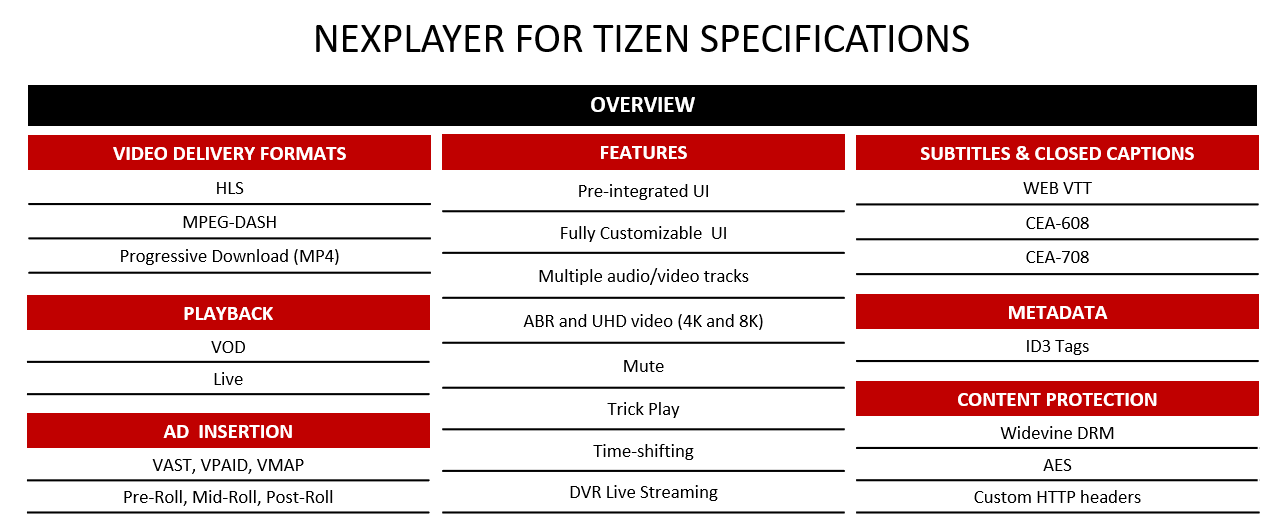 NEXPLAYER FOR TIZEN SPECIFICATIONS
OVERVIEW
VIDEO DELIVERY FORMATS
HLS
MPEG-DASH
Progressive Download (MP4)
PLAYBACK
VOD
Live
AD INSERTION
VAST, VPAID, VMAP
Pre-Roll, Mid-Roll, Post-Roll
FEATURES
Pre-integrated UI
Fully Customizable UI
Multiple audio/video tracks
ABR and UHD video (4K and 8K)
Mute
Trick Play
Time-shifting
DVR Live Streaming
SUBTITLES & CLOSED CAPTIONS
WEB VTT
CEA-608
CEA-708
METADATA
ID3 Tags
CONTENT PROTECTION
Widevine DRM
AES
Custom HTTP headers